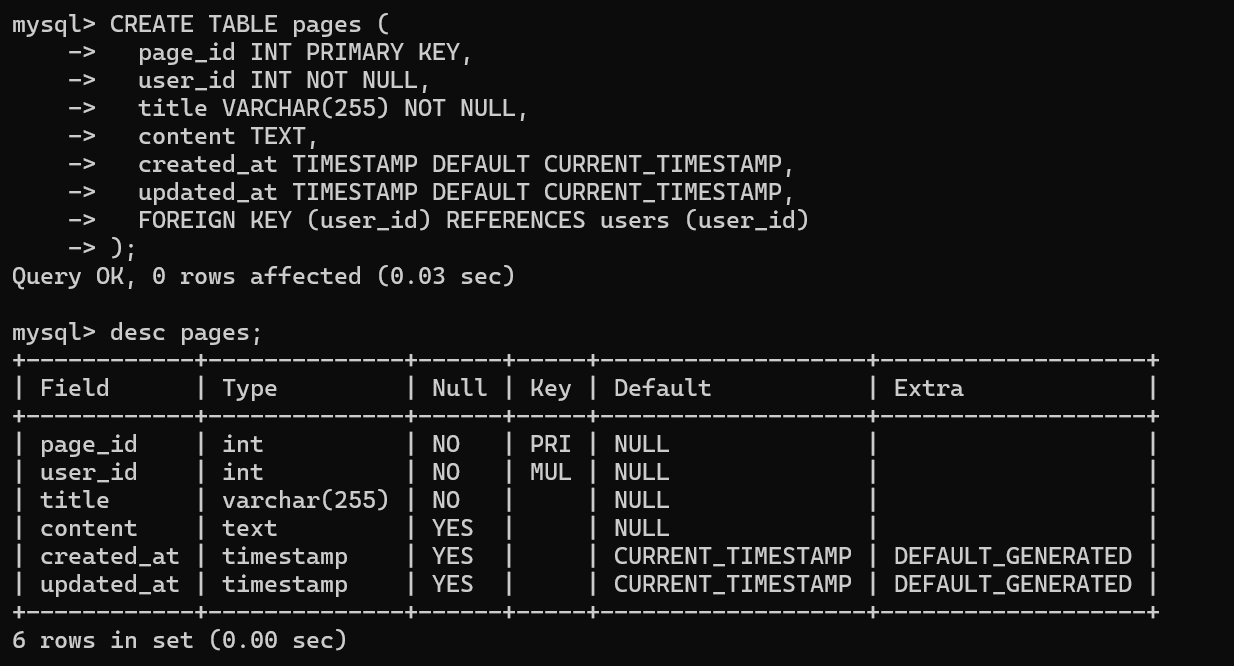 mysql> CREATE TABLE pages (
    ->   page_id INT PRIMARY KEY,
    ->   user_id INT NOT NULL,
    ->   title VARCHAR(255) NOT NULL,
    ->   content TEXT,
    ->   created_at TIMESTAMP DEFAULT CURRENT_TIMESTAMP,
    ->   updated_at TIMESTAMP DEFAULT CURRENT_TIMESTAMP,
    ->   FOREIGN KEY (user_id) REFERENCES users (user_id)
    -> );
Query OK, 0 rows affected (0.03 sec)

mysql> desc pages;
+------------+--------------+------+-----+-------------------+-------------------+
| Field      | Type         | Null | Key | Default           | Extra             |
+------------+--------------+------+-----+-------------------+-------------------+
| page_id    | int          | NO   | PRI | NULL              |                   |
| user_id    | int          | NO   | MUL | NULL              |                   |
| title      | varchar(255) | NO   |     | NULL              |                   |
| content    | text         | YES  |     | NULL              |                   |
| created_at | timestamp    | YES  |     | CURRENT_TIMESTAMP | DEFAULT_GENERATED |
| updated_at | timestamp    | YES  |     | CURRENT_TIMESTAMP | DEFAULT_GENERATED |
+------------+--------------+------+-----+-------------------+-------------------+
6 rows in set (0.00 sec)